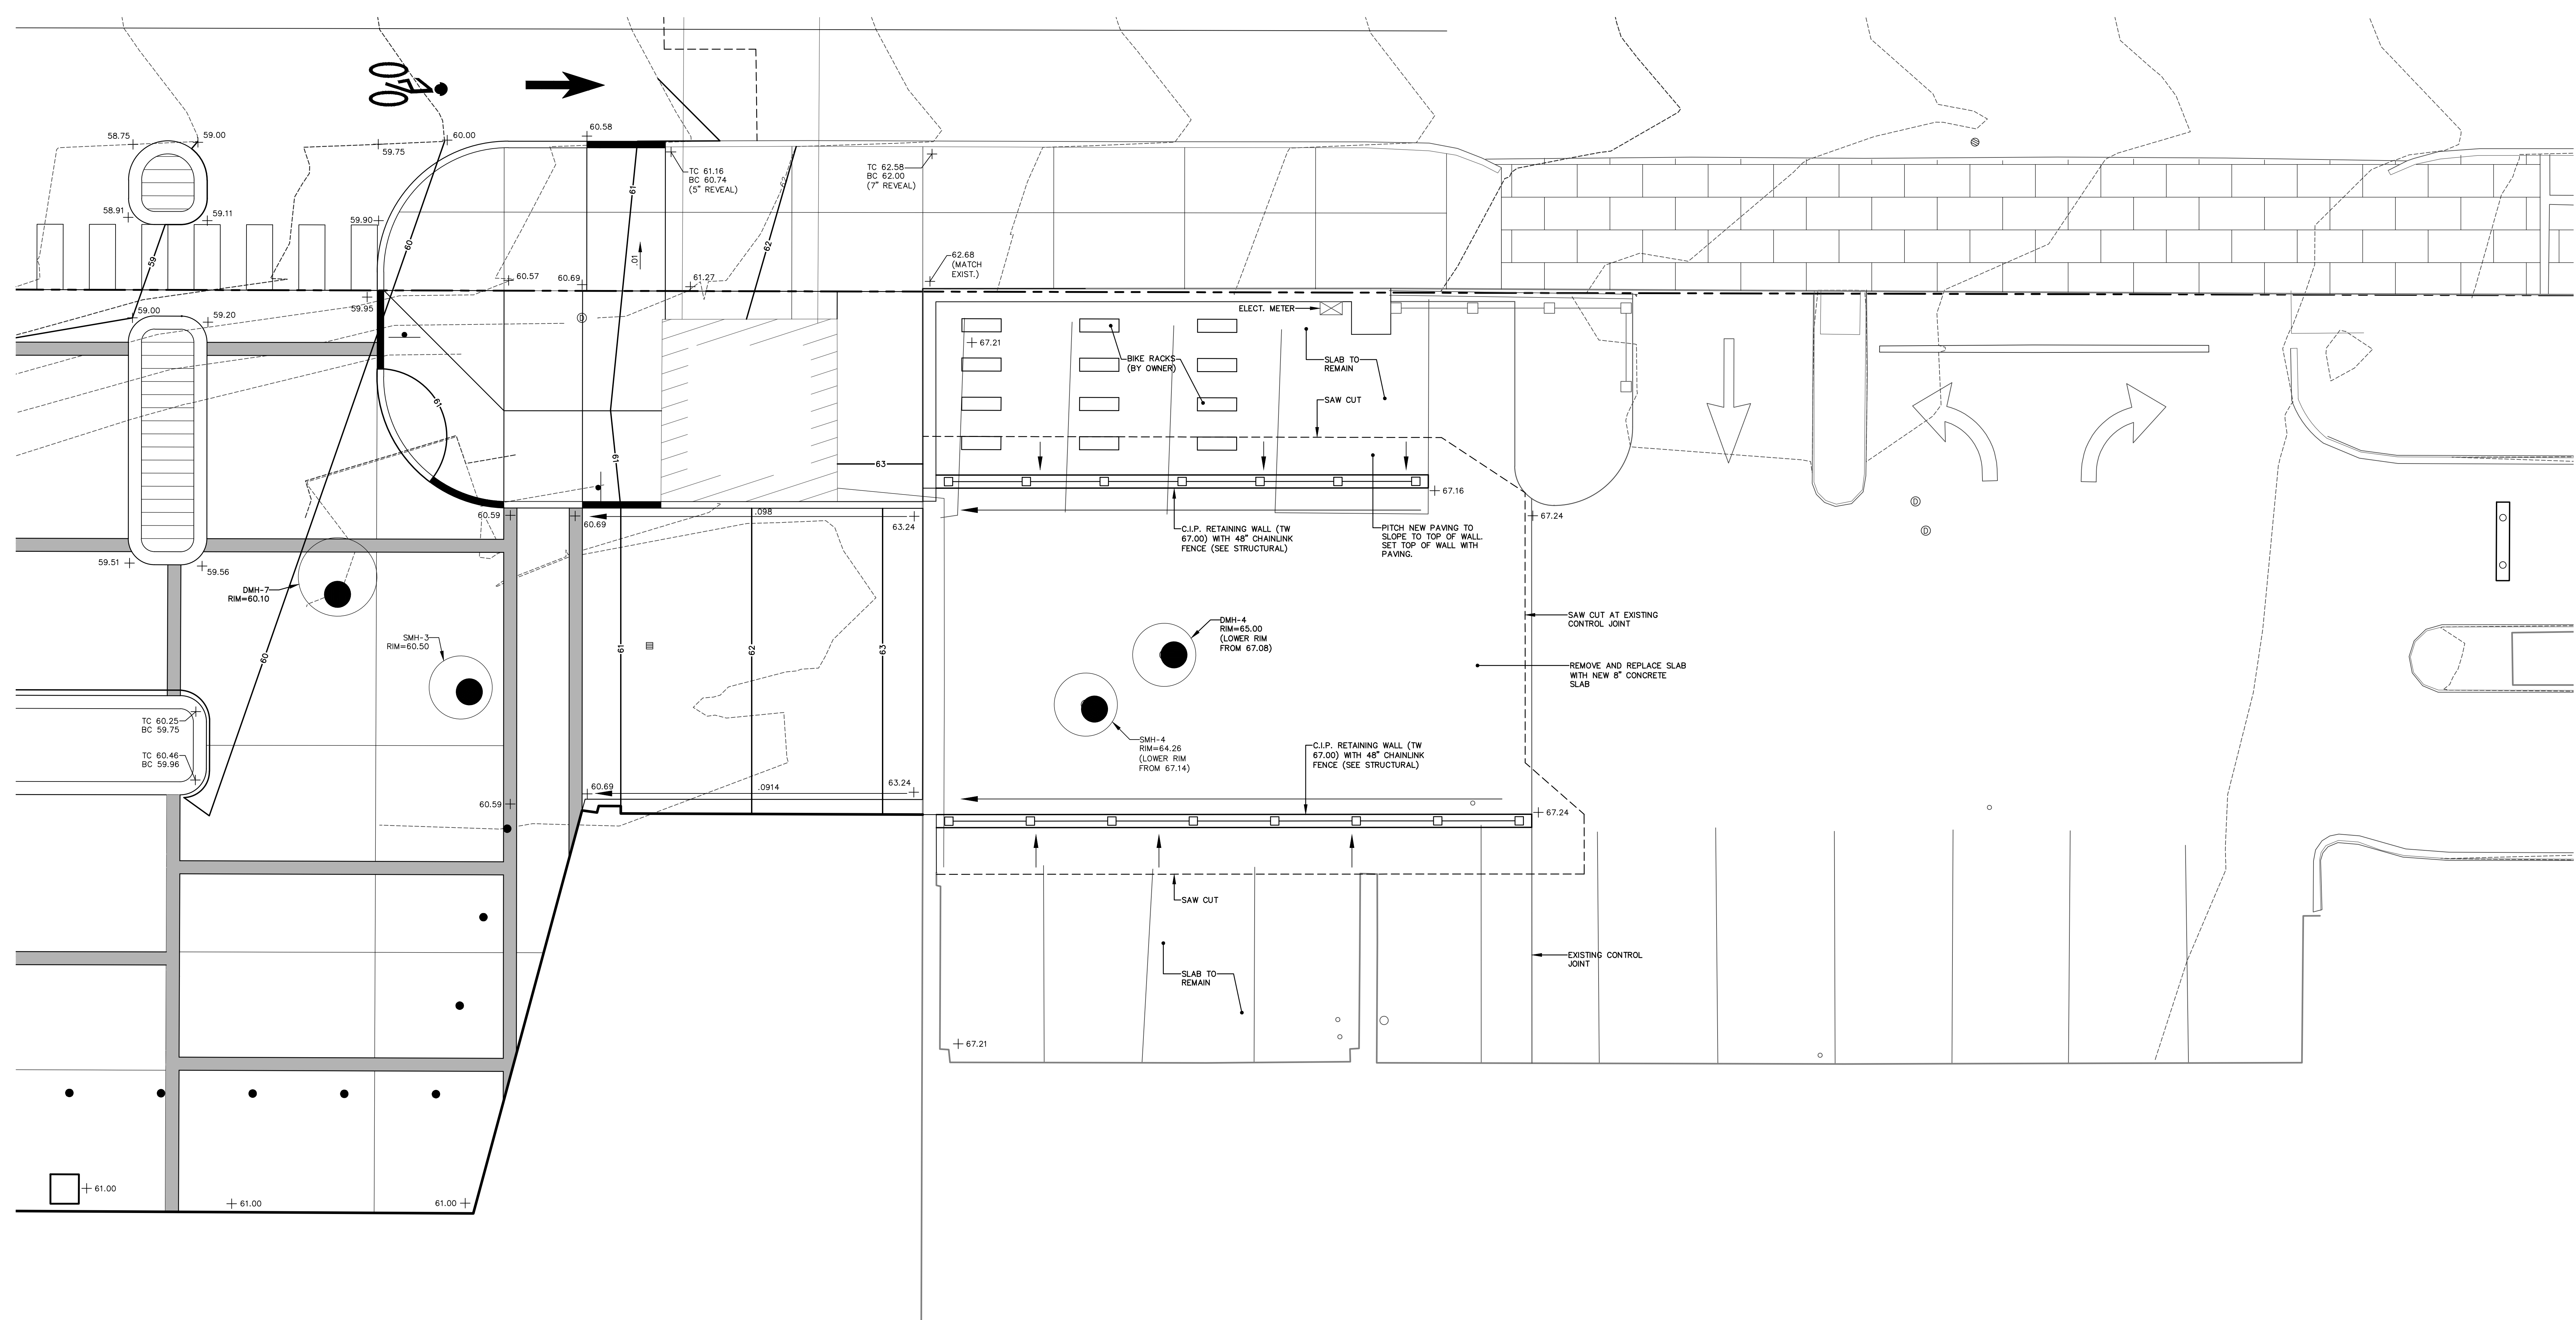 58.75
59.00
60.00
60.58
59.75
TC 61.16
BC 60.74
(5" REVEAL)
61
62
TC 62.58
BC 62.00
(7" REVEAL)
58.91
59.11
59.90
60
62
59
.01
62.68
(MATCH
EXIST.)
60.57
60.69
61.27
59.95
59.00
59.20
D
ELECT. METER
67.21
BIKE RACKS
(BY OWNER)
SLAB TO
REMAIN
SAW CUT
61
61
63
67.16
60.59
60.69
.098
63.24
67.24
C.I.P. RETAINING WALL (TW
67.00) WITH 48" CHAINLINK
FENCE (SEE STRUCTURAL)
PITCH NEW PAVING TO
SLOPE TO TOP OF WALL.
SET TOP OF WALL WITH
PAVING.
D
D
59.51
59.56
DMH-7
RIM=60.10
SMH-3
RIM=60.50
60
61
62
63
DMH-4
RIM=65.00
(LOWER RIM
FROM 67.08)
SAW CUT AT EXISTING
CONTROL JOINT
REMOVE AND REPLACE SLAB
WITH NEW 8" CONCRETE
SLAB
TC 60.25
BC 59.75
TC 60.46
BC 59.96
SMH-4
RIM=64.26
(LOWER RIM
FROM 67.14)
C.I.P. RETAINING WALL (TW
67.00) WITH 48" CHAINLINK
FENCE (SEE STRUCTURAL)
60.59
60.69
.0914
63.24
67.24
SAW CUT
EXISTING CONTROL
JOINT
SLAB TO
REMAIN
67.21
61.00
61.00
61.00